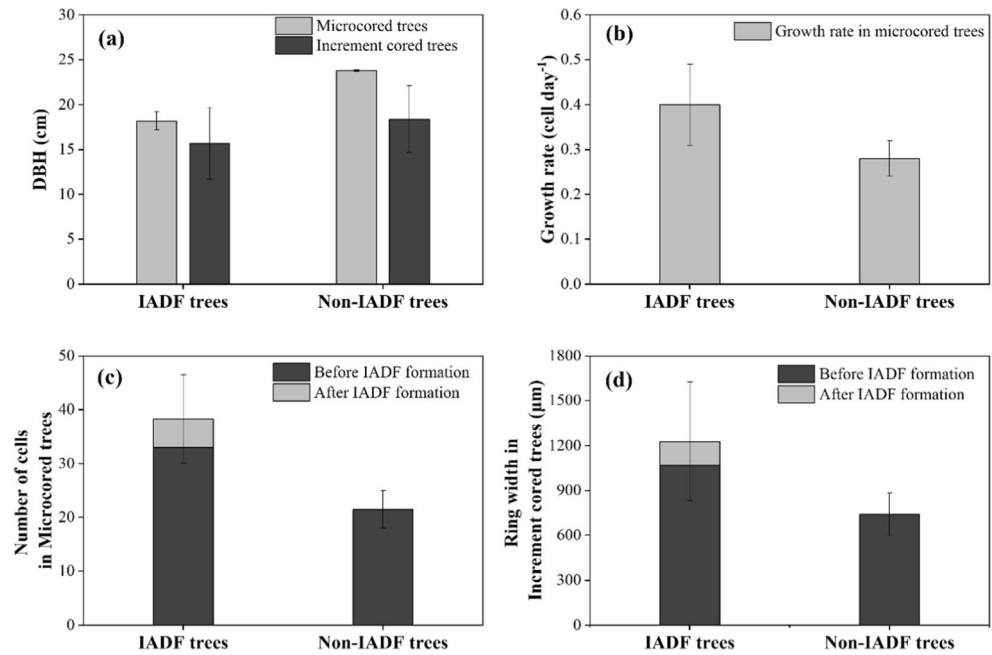 (a)
Microcored trees
Increment cored trees
DBH (cm)
30
25
20
15
10
5
0
IADF trees
Non-IADF trees
(b)
Growth rate in microcored trees
Growth rate (cell day⁻¹)
0.6
0.5
0.4
0.3
0.2
0.1
0.0
IADF trees
Non-IADF trees
(c)
Before IADF formation
After IADF formation
Number of cells
in Microcored trees
50
40
30
20
10
0
IADF trees
Non-IADF trees
(d)
Before IADF formation
After IADF formation
Ring width in
Increment cored trees (μm)
1800
1500
1200
900
600
300
0
IADF trees
Non-IADF trees